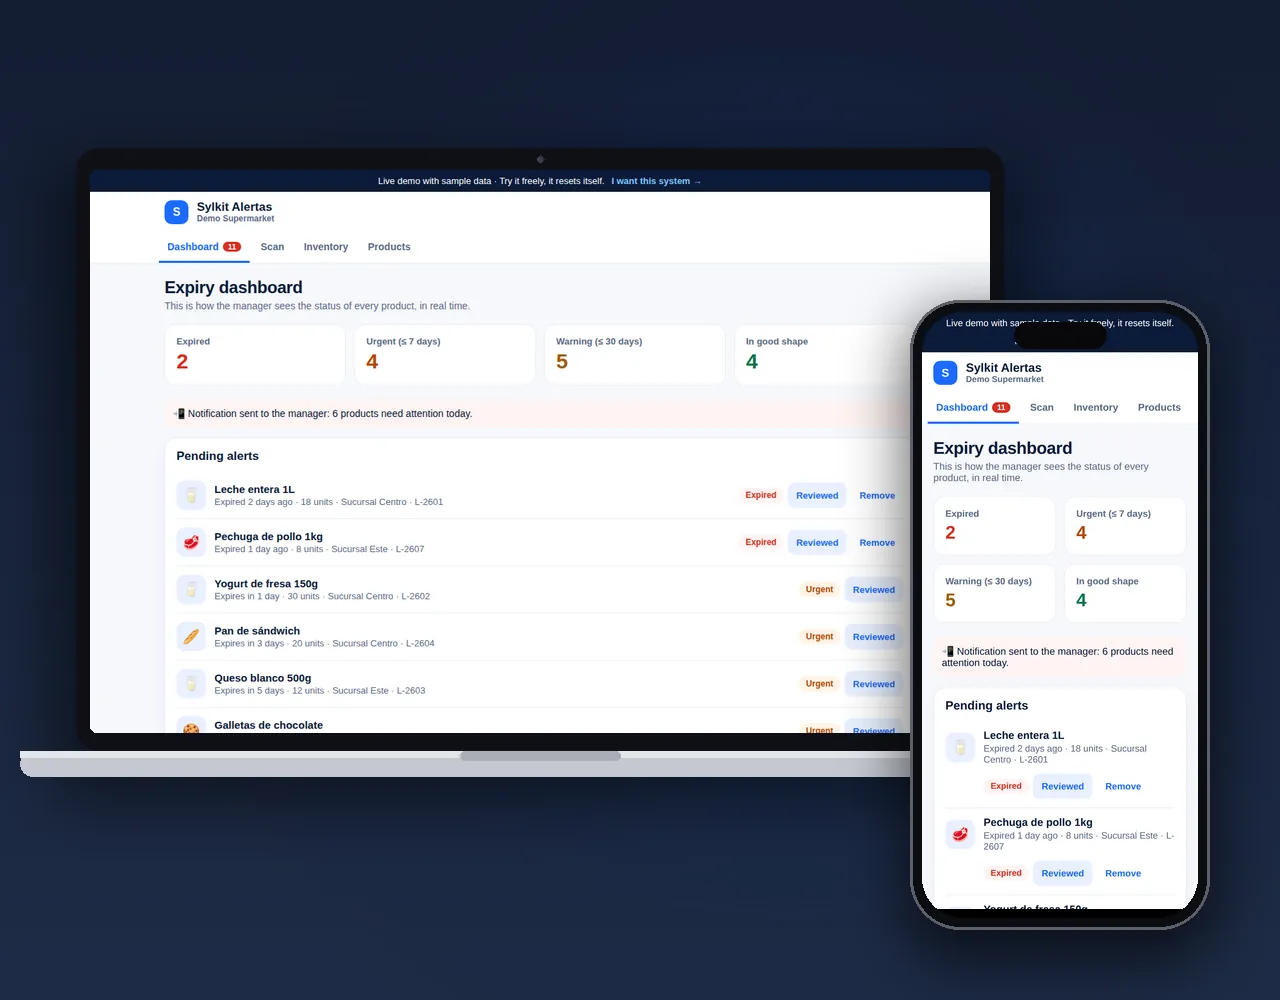 Live demo with sample data · Try it freely, it resets itself. I want this system →
S
Sylkit Alertas
Demo Supermarket
Dashboard 11 Scan Inventory Products
Expiry dashboard
This is how the manager sees the status of every product, in real time.
Expired
2
Urgent (≤ 7 days)
4
Warning (≤ 30 days)
5
In good shape
4
Notification sent to the manager: 6 products need attention today.
Pending alerts
Leche entera 1L
Expired 2 days ago · 18 units · Sucursal Centro · L-2601
Expired Reviewed Remove
Pechuga de pollo 1kg
Expired 1 day ago · 8 units · Sucursal Este · L-2607
Expired Reviewed Remove
Yogurt de fresa 150g
Expires in 1 day · 30 units · Sucursal Centro · L-2602
Urgent Reviewed
Pan de sándwich
Expires in 3 days · 20 units · Sucursal Centro · L-2604
Urgent Reviewed
Queso blanco 500g
Expires in 5 days · 12 units · Sucursal Este · L-2603
Urgent Reviewed
Galletas de chocolate
Urgent Reviewed
Live demo with sample data · Try it freely, it resets itself.
S
Sylkit Alertas
Demo Supermarket
Dashboard 11 Scan Inventory Products
Expiry dashboard
This is how the manager sees the status of every
product, in real time.
Expired
2
Urgent (≤ 7 days)
4
Warning (≤ 30 days)
5
In good shape
4
Notification sent to the manager: 6 products need
attention today.
Pending alerts
Leche entera 1L
Expired 2 days ago · 18 units · Sucursal
Centro · L-2601
Expired Reviewed Remove
Pechuga de pollo 1kg
Expired 1 day ago · 8 units · Sucursal Este · L-
2607
Expired Reviewed Remove
Yogurt de fresa 150g